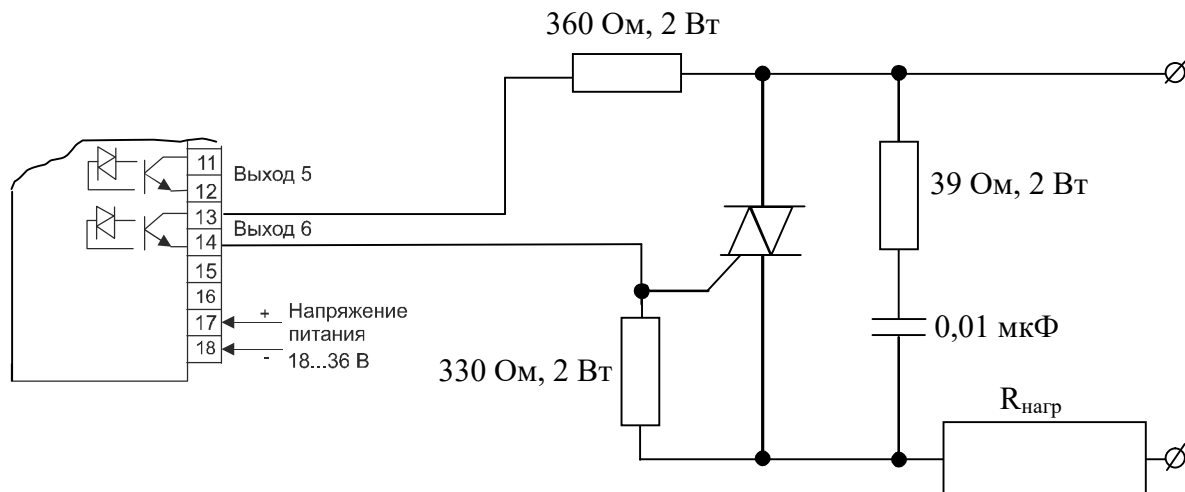 360 Ом, 2 Вт
11
Выход 5
12
13
Выход 6
14
15
16
17
+ Напряжение
питания
18
- 18...36 В
39 Ом, 2 Вт
0,01 мкФ
330 Ом, 2 Вт
Rнагр